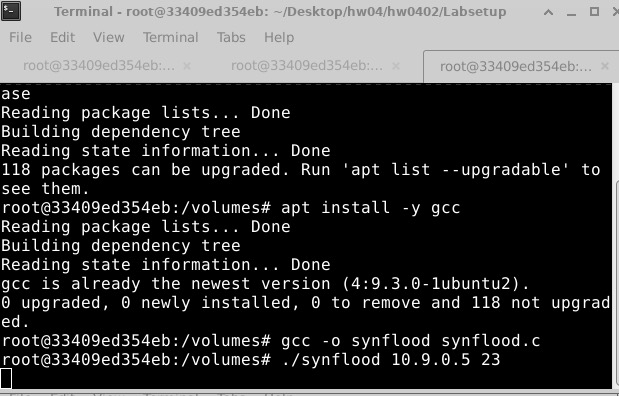 Terminal - root@33409ed354eb: ~/Desktop/hw04/hw0402/Labsetup
File Edit View Terminal Tabs Help
root@33409ed354eb:... × root@33409ed354eb:... × root@33409ed354eb:... ×
ase
Reading package lists... Done
Building dependency tree
Reading state information... Done
118 packages can be upgraded. Run 'apt list --upgradable' to
see them.
root@33409ed354eb:/volumes# apt install -y gcc
Reading package lists... Done
Building dependency tree
Reading state information... Done
gcc is already the newest version (4:9.3.0-1ubuntu2).
0 upgraded, 0 newly installed, 0 to remove and 118 not upgrad
ed.
root@33409ed354eb:/volumes# gcc -o synflood synflood.c
root@33409ed354eb:/volumes# ./synflood 10.9.0.5 23